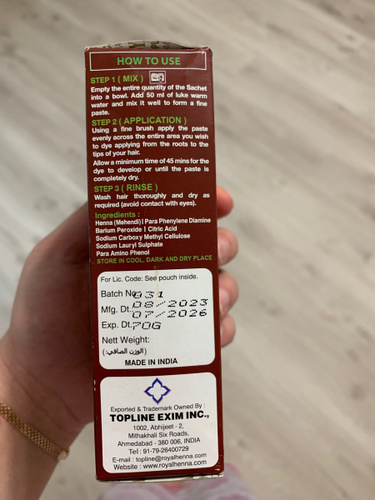 HOW TO USE
STEP 1 ( MIX )
Empty the entire quantity of the Sachet
into a bowl. Add 50 ml of luke warm
water and mix it well to form a fine
paste.
STEP 2 ( APPLICATION )
Using a fine brush apply the paste
evenly across the entire area you wish
to dye applying from the roots to the
tips of your hair.
Allow a minimum time of 45 mins for the
dye to develop or until the paste is
completely dry.
STEP 3 ( RINSE )
Wash hair thoroughly and dry as
required (avoid contact with eyes).
Ingredients :
Henna (Mehendi) | Para Phenylene Diamine
Barium Peroxide | Citric Acid
Sodium Carboxy Methyl Cellulose
Sodium Lauryl Sulphate
Para Amino Phenol
STORE IN COOL, DARK AND DRY PLACE
For Lic. Code: See pouch inside.
Batch No. 931
Mfg. Dt. 08/2023
Exp. Dt. 07/2026
Nett Weight: 70G
(الوزن الصافي):
MADE IN INDIA
Exported & Trademark Owned By :
TOPLINE EXIM INC.,
1002, Abhijeet - 2,
Mithakhali Six Roads,
Ahmedabad - 380 006, INDIA
Tel : 91-79-26400729
E-mail : topline@royalhenna.com
Website : www.royalhenna.com